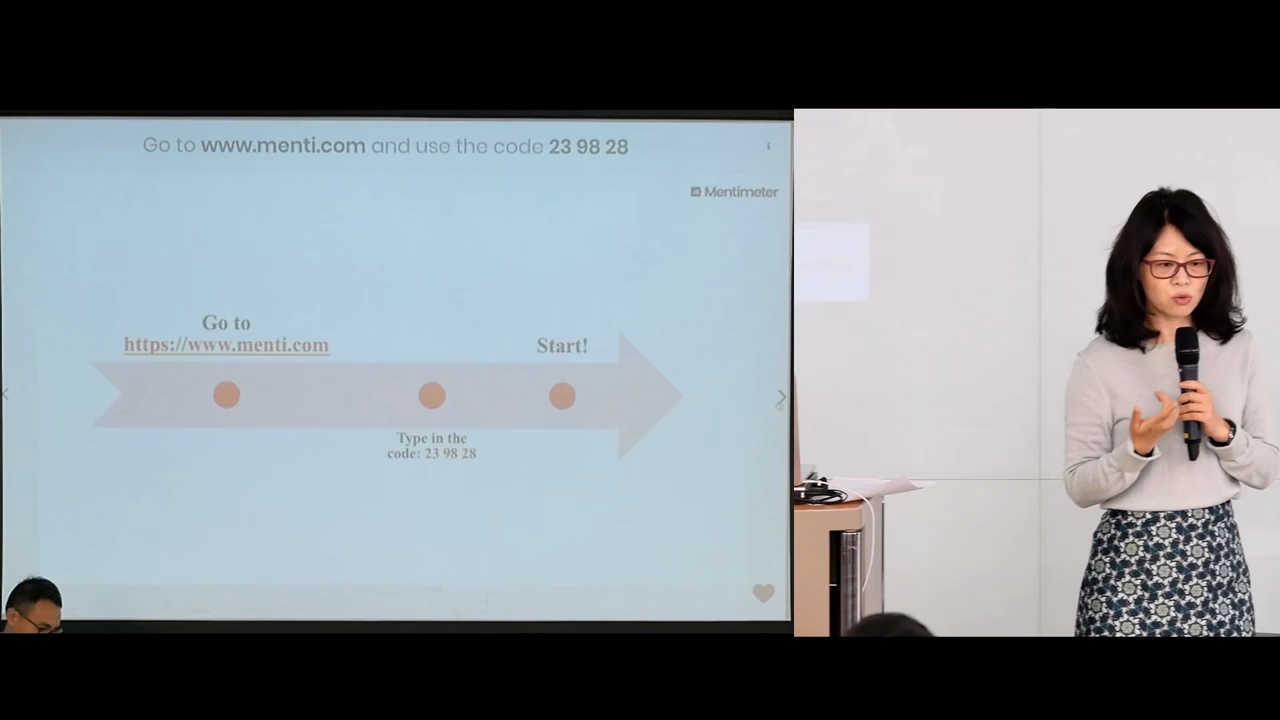 Go to www.menti.com and use the code 23 98 28
Mentimeter
Go to
https://www.menti.com
Start!
Type in the
code: 23 98 28